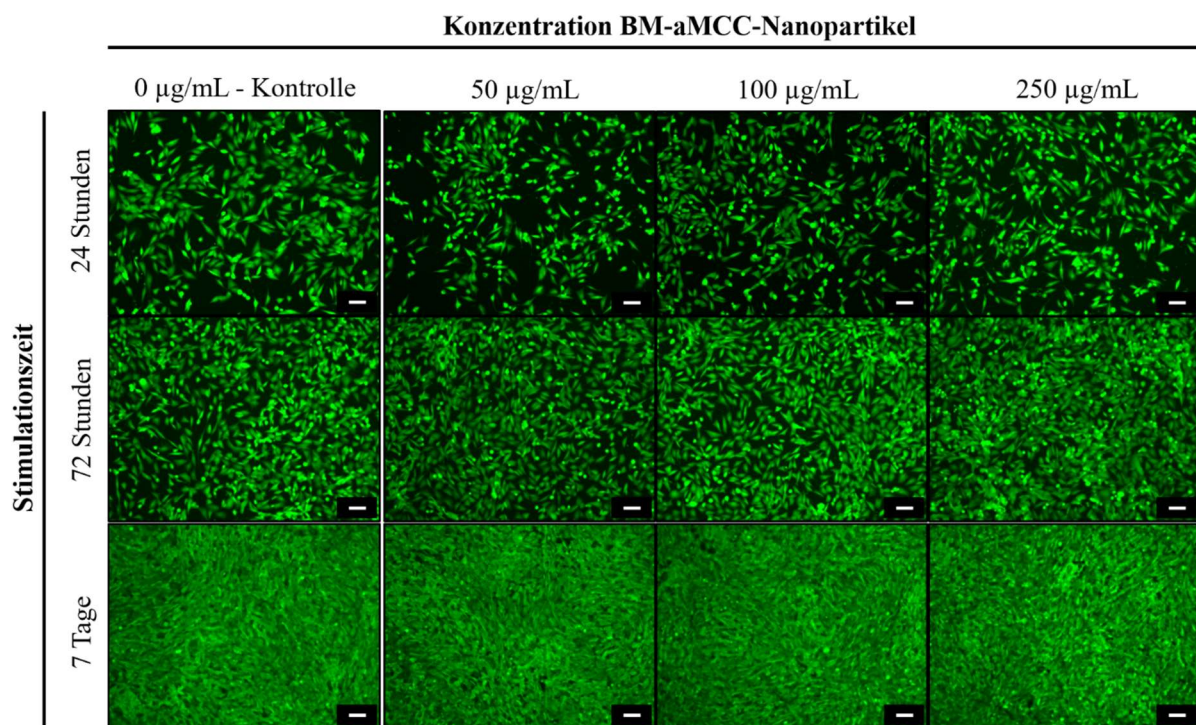 Konzentration BM-aMCC-Nanopartikel
0 µg/mL - Kontrolle
50 µg/mL
100 µg/mL
250 µg/mL
Stimulationszeit
24 Stunden
72 Stunden
7 Tage